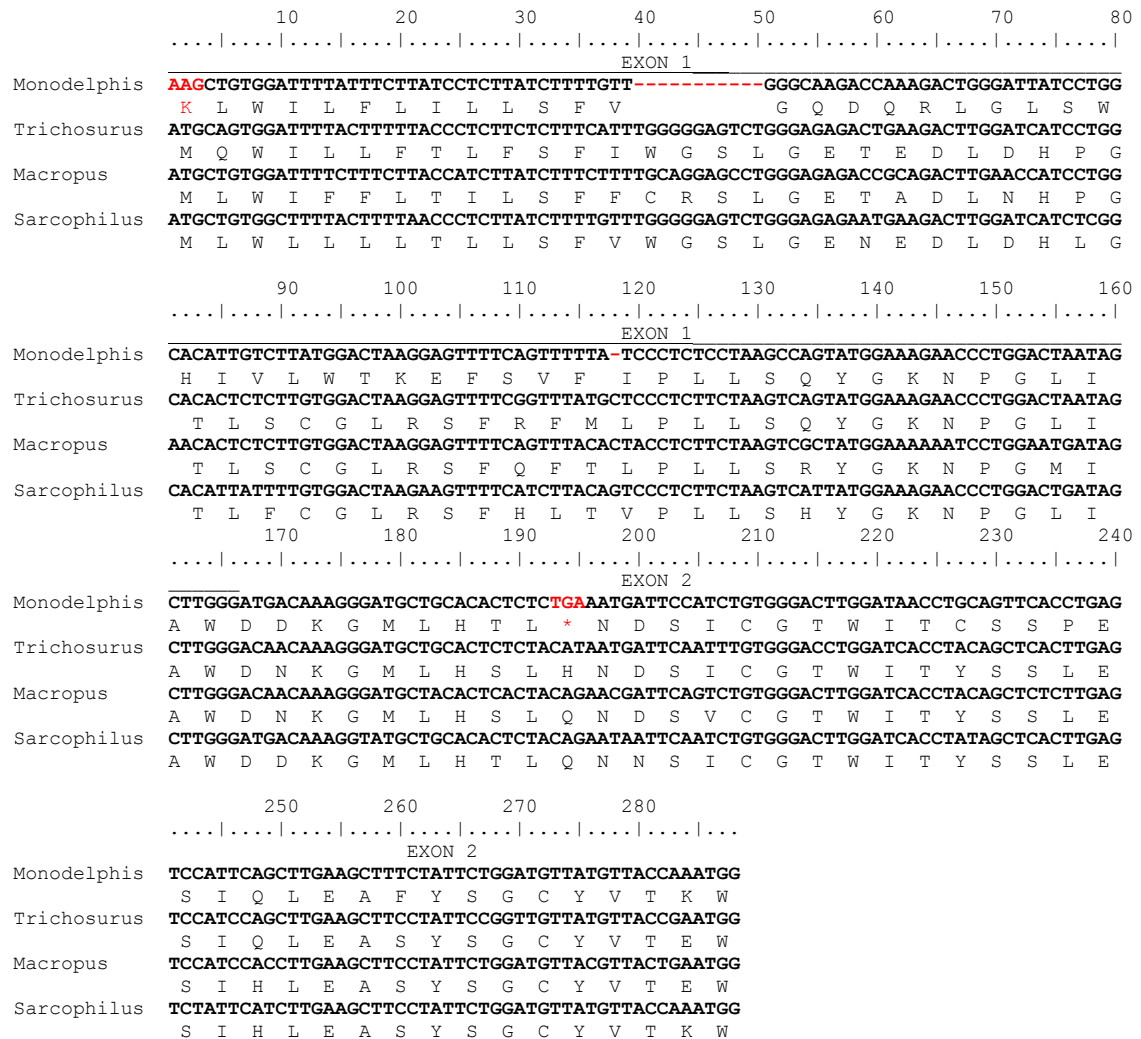 10 20 30 40 50 60 70 80
....|....|....|....|....|....|....|....|....|....|....|....|....|....|....|....|
EXON 1
Monodelphis AAGCTGTGGATTTTATTTCTTATCCTCTTATCTTTTGTT-----------GGGCAAGACCAAAGACTGGGATTATCCTGG
K L W I L F L I L L S F V G Q D Q R L G L S W
Trichosurus ATGCAGTGGATTTTACTTTTTACCCTCTTCTCTTTCATTTGGGGGAGTCTGGGAGAGACTGAAGACTTGGATCATCCTGG
M Q W I L L F T L F S F I W G S L G E T E D L D H P G
Macropus ATGCTGTGGATTTTCTTTCTTACCATCTTATCTTTCTTTTGCAGGAGCCTGGGAGAGACCGCAGACTTGAACCATCCTGG
M L W I F F L T I L S F F C R S L G E T A D L N H P G
Sarcophilus ATGCTGTGGCTTTTACTTTTAACCCTCTTATCTTTTGTTTGGGGGAGTCTGGGAGAGAATGAAGACTTGGATCATCTCGG
M L W L L L L T L L S F V W G S L G E N E D L D H L G
90 100 110 120 130 140 150 160
....|....|....|....|....|....|....|....|....|....|....|....|....|....|....|....|
EXON 1
Monodelphis CACATTGTCTTATGGACTAAGGAGTTTTCAGTTTTTA-TCCCTCTCCTAAGCCAGTATGGAAAGAACCCTGGACTAATAG
H I V L W T K E F S V F I P L L S Q Y G K N P G L I
Trichosurus CACACTCTCTTGTGGACTAAGGAGTTTTCGGTTTATGCTCCCTCTTCTAAGTCAGTATGGAAAGAACCCTGGACTAATAG
T L S C G L R S F R F M L P L L S Q Y G K N P G L I
Macropus AACACTCTCTTGTGGACTAAGGAGTTTTCAGTTTACACTACCTCTTCTAAGTCGCTATGGAAAAAATCCTGGAATGATAG
T L S C G L R S F Q F T L P L L S R Y G K N P G M I
Sarcophilus CACATTATTTTGTGGACTAAGAAGTTTTCATCTTACAGTCCCTCTTCTAAGTCATTATGGAAAGAACCCTGGACTGATAG
T L F C G L R S F H L T V P L L S H Y G K N P G L I
170 180 190 200 210 220 230 240
....|....|....|....|....|....|....|....|....|....|....|....|....|....|....|....|
EXON 2
Monodelphis CTTGGGATGACAAAGGGATGCTGCACACTCTCTGAAATGATTCCATCTGTGGGACTTGGATAACCTGCAGTTCACCTGAG
A W D D K G M L H T L * N D S I C G T W I T C S S P E
Trichosurus CTTGGGACAACAAAGGGATGCTGCACTCTCTACATAATGATTCAATTTGTGGGACCTGGATCACCTACAGCTCACTTGAG
A W D N K G M L H S L H N D S I C G T W I T Y S S L E
Macropus CTTGGGACAACAAAGGGATGCTACACTCACTACAGAACGATTCAGTCTGTGGGACTTGGATCACCTACAGCTCTCTTGAG
A W D N K G M L H S L Q N D S V C G T W I T Y S S L E
Sarcophilus CTTGGGATGACAAAGGTATGCTGCACACTCTACAGAATAATTCAATCTGTGGGACTTGGATCACCTATAGCTCACTTGAG
A W D D K G M L H T L Q N N S I C G T W I T Y S S L E
250 260 270 280
....|....|....|....|....|....|....|....|....|...
EXON 2
Monodelphis TCCATTCAGCTTGAAGCTTTCTATTCTGGATGTTATGTTACCAAATGG
S I Q L E A F Y S G C Y V T K W
Trichosurus TCCATCCAGCTTGAAGCTTCCTATTCCGGTTGTTATGTTACCGAATGG
S I Q L E A S Y S G C Y V T E W
Macropus TCCATCCACCTTGAAGCTTCCTATTCTGGATGTTACGTTACTGAATGG
S I H L E A S Y S G C Y V T E W
Sarcophilus TCTATTCATCTTGAAGCTTCCTATTCTGGATGTTATGTTACCAAATGG
S I H L E A S Y S G C Y V T K W